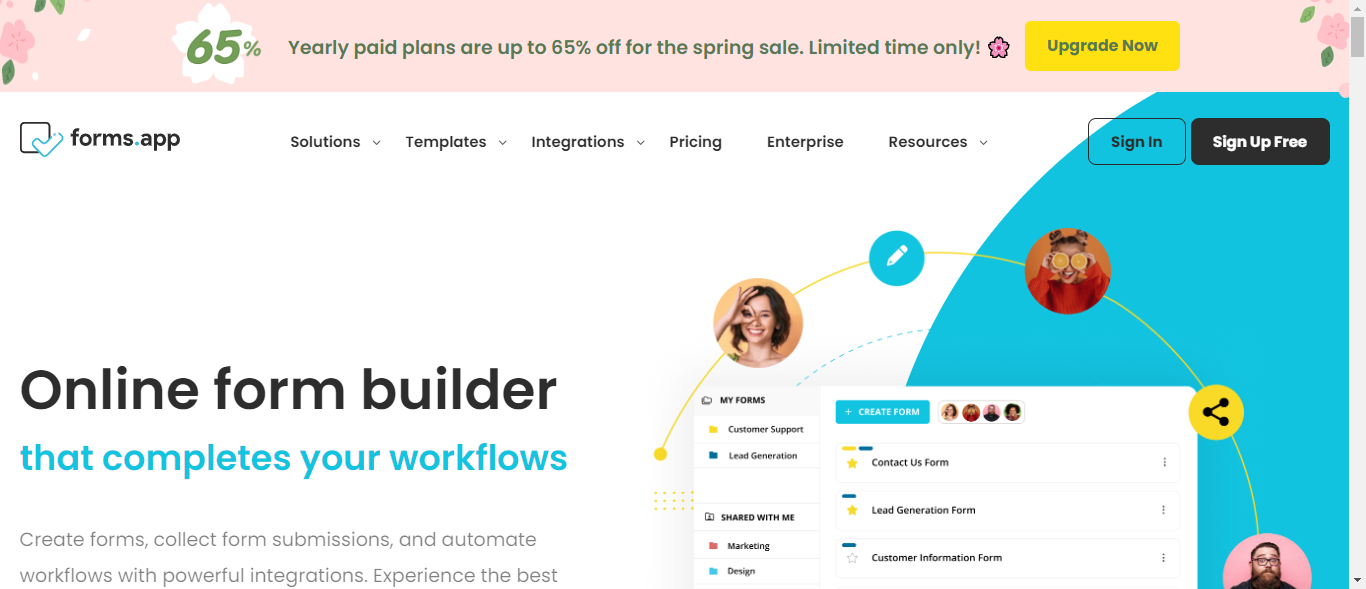 65%
Yearly paid plans are up to 65% off for the spring sale. Limited time only!
Upgrade Now
forms.app
Solutions
Templates
Integrations
Pricing
Enterprise
Resources
Sign In
Sign Up Free
Online form builder
that completes your workflows
Create forms, collect form submissions, and automate
workflows with powerful integrations. Experience the best
MY FORMS
Customer Support
Lead Generation
SHARED WITH ME
Marketing
Design
+ CREATE FORM
Contact Us Form
Lead Generation Form
Customer Information Form